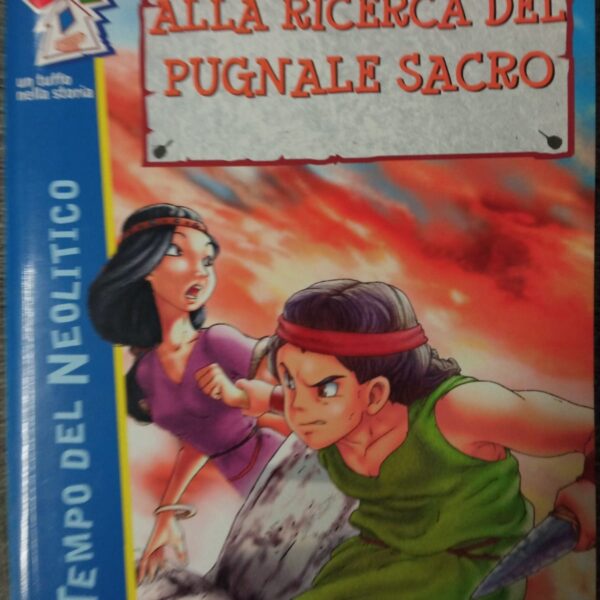 ALLA RICERCA DEL
PUGNALE SACRO
un tuffo
nella storia
TEMPO DEL NEOLITICO